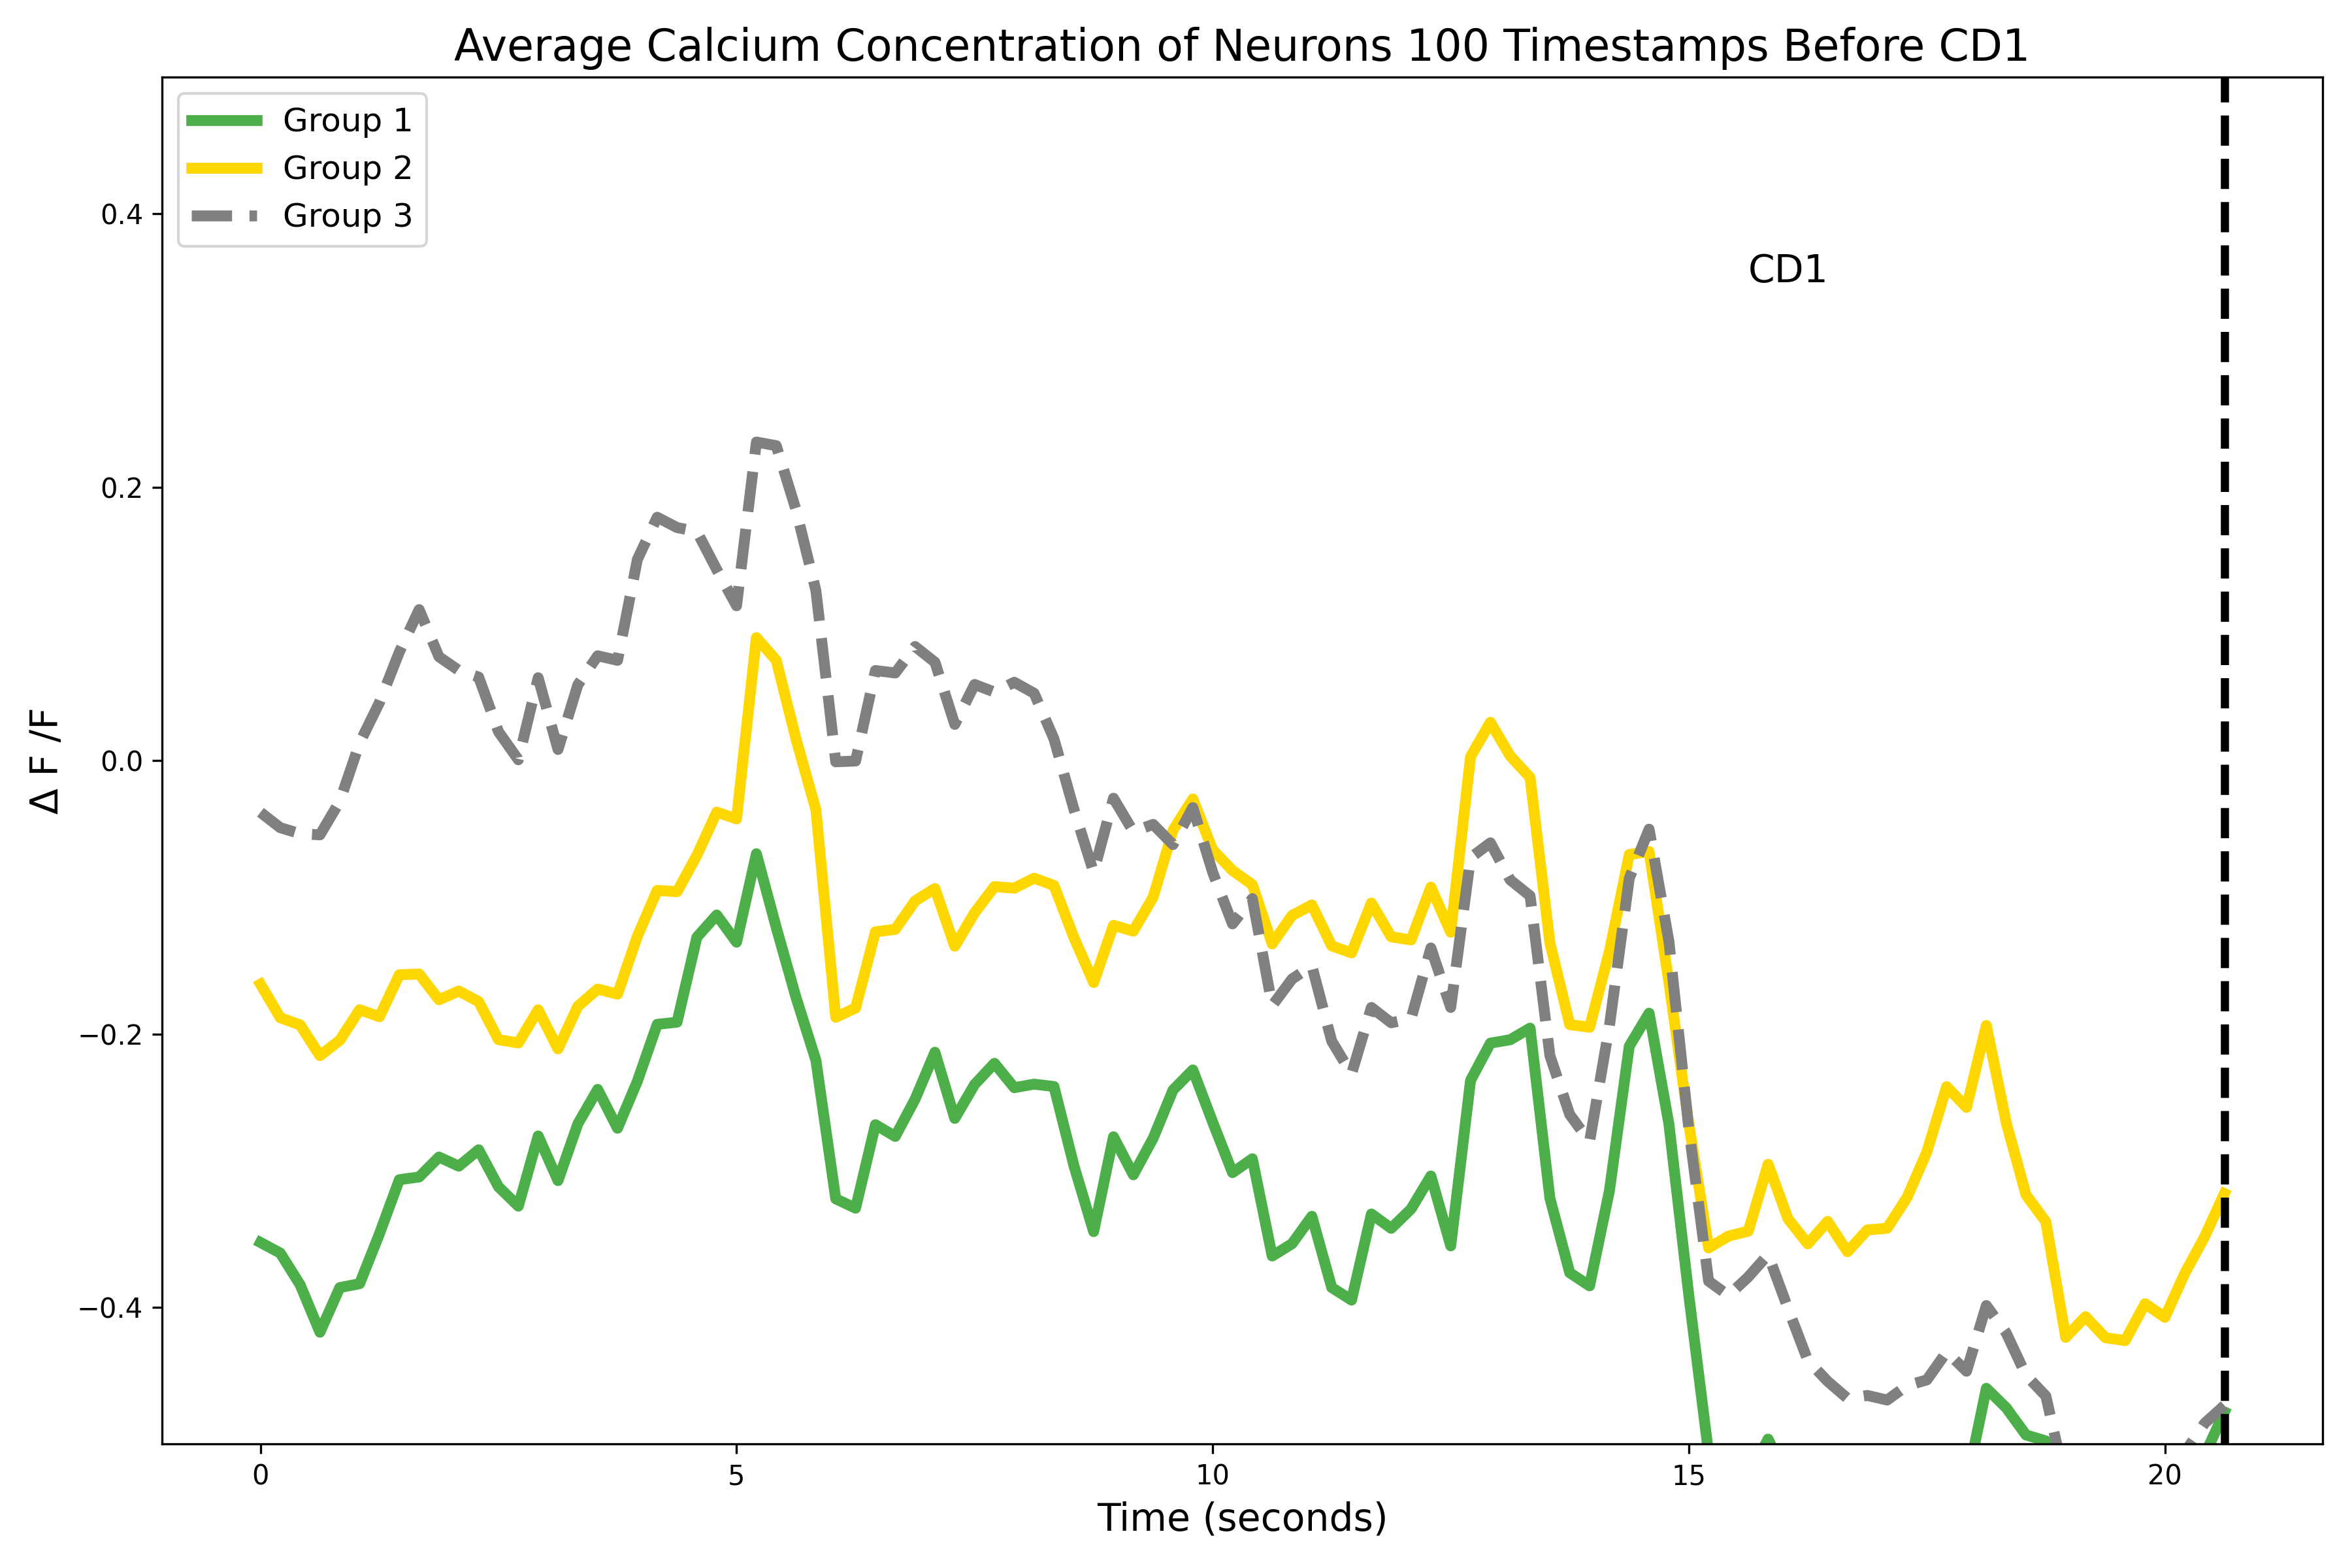 Average Calcium Concentration of Neurons 100 Timestamps Before CD1
Group 1
Group 2
Group 3
CD1
0.4
0.2
0.0
−0.2
−0.4
Δ F /F
0 5 10 15 20
Time (seconds)